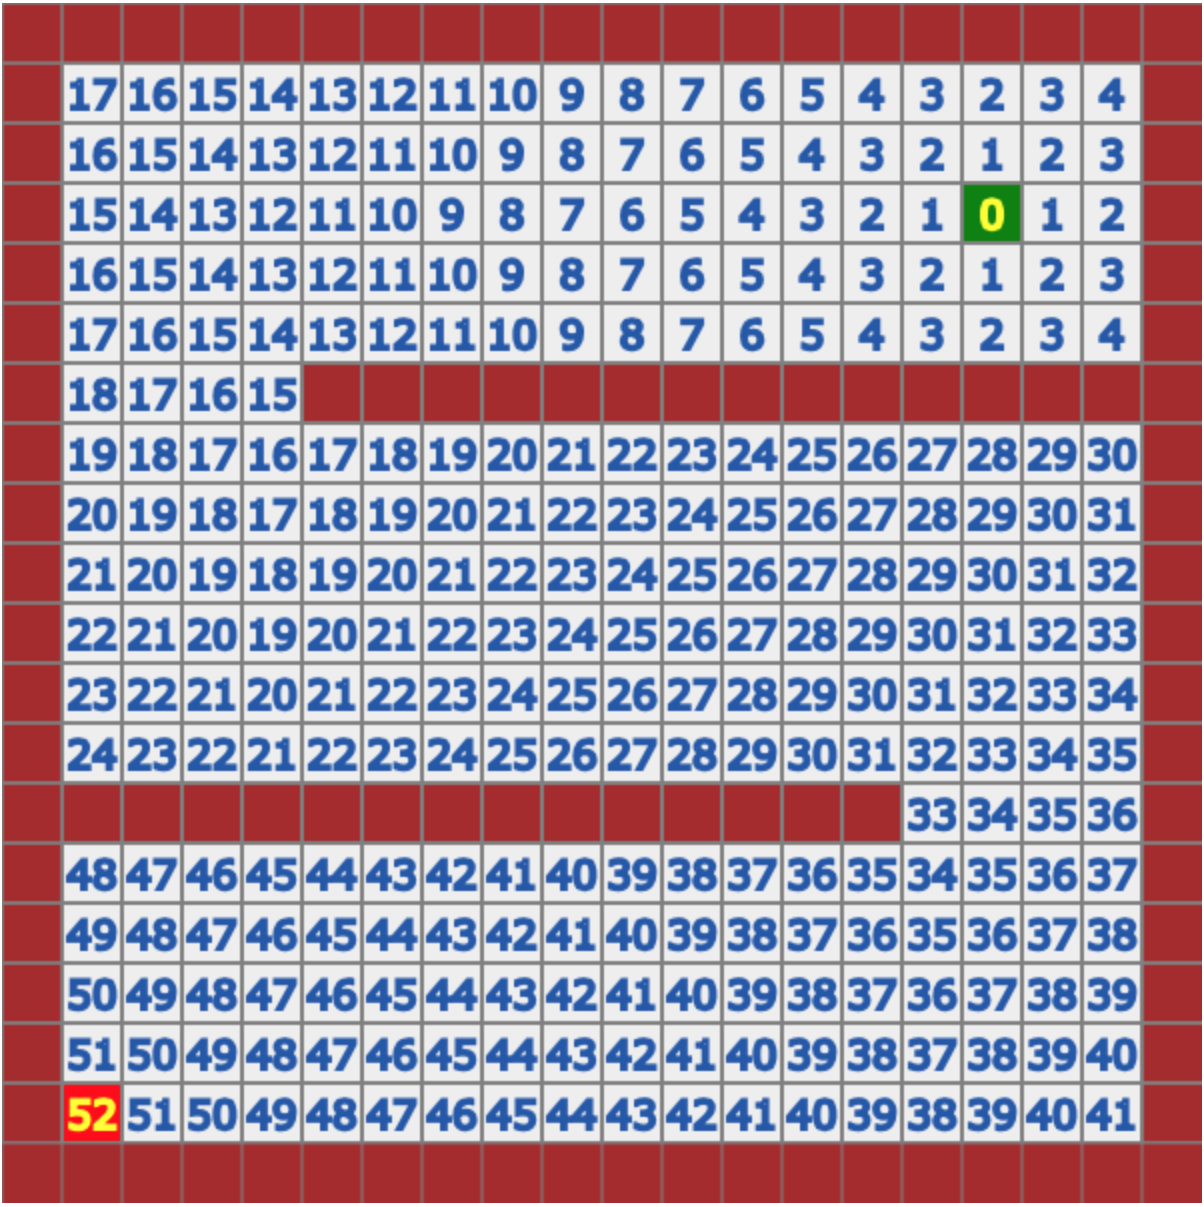 17 16 15 14 13 12 11 10 9 8 7 6 5 4 3 2 3 4
16 15 14 13 12 11 10 9 8 7 6 5 4 3 2 1 2 3
15 14 13 12 11 10 9 8 7 6 5 4 3 2 1 0 1 2
16 15 14 13 12 11 10 9 8 7 6 5 4 3 2 1 2 3
17 16 15 14 13 12 11 10 9 8 7 6 5 4 3 2 3 4
18 17 16 15
19 18 17 16 17 18 19 20 21 22 23 24 25 26 27 28 29 30
20 19 18 17 18 19 20 21 22 23 24 25 26 27 28 29 30 31
21 20 19 18 19 20 21 22 23 24 25 26 27 28 29 30 31 32
22 21 20 19 20 21 22 23 24 25 26 27 28 29 30 31 32 33
23 22 21 20 21 22 23 24 25 26 27 28 29 30 31 32 33 34
24 23 22 21 22 23 24 25 26 27 28 29 30 31 32 33 34 35
33 34 35 36
48 47 46 45 44 43 42 41 40 39 38 37 36 35 34 35 36 37
49 48 47 46 45 44 43 42 41 40 39 38 37 36 35 36 37 38
50 49 48 47 46 45 44 43 42 41 40 39 38 37 36 37 38 39
51 50 49 48 47 46 45 44 43 42 41 40 39 38 37 38 39 40
52 51 50 49 48 47 46 45 44 43 42 41 40 39 38 39 40 41